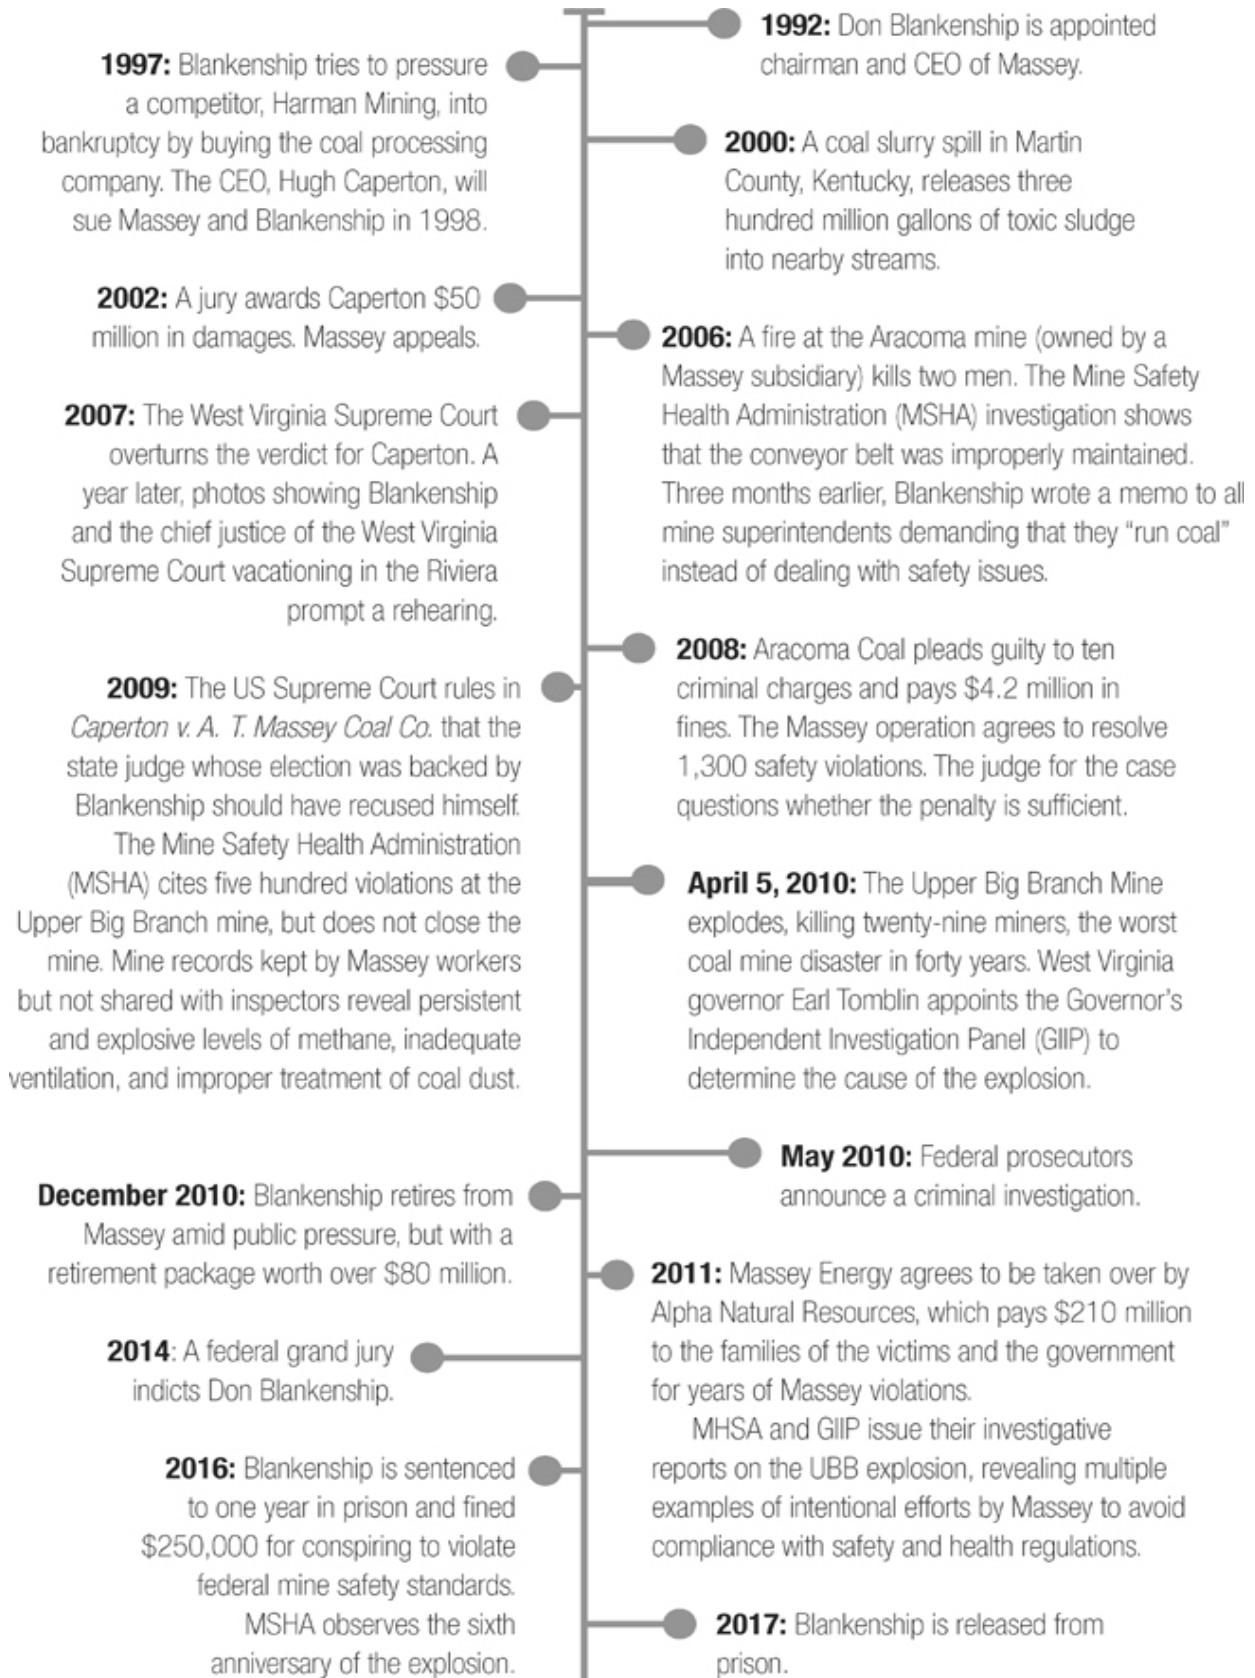 1992: Don Blankenship is appointed
chairman and CEO of Massey.
1997: Blankenship tries to pressure
a competitor, Harman Mining, into
bankruptcy by buying the coal processing
company. The CEO, Hugh Caperton, will
sue Massey and Blankenship in 1998.
2000: A coal slurry spill in Martin
County, Kentucky, releases three
hundred million gallons of toxic sludge
into nearby streams.
2002: A jury awards Caperton $50
million in damages. Massey appeals.
2006: A fire at the Aracoma mine (owned by a
Massey subsidiary) kills two men. The Mine Safety
Health Administration (MSHA) investigation shows
that the conveyor belt was improperly maintained.
Three months earlier, Blankenship wrote a memo to all
mine superintendents demanding that they “run coal”
instead of dealing with safety issues.
2007: The West Virginia Supreme Court
overturns the verdict for Caperton. A
year later, photos showing Blankenship
and the chief justice of the West Virginia
Supreme Court vacationing in the Riviera
prompt a rehearing.
2008: Aracoma Coal pleads guilty to ten
criminal charges and pays $4.2 million in
fines. The Massey operation agrees to resolve
1,300 safety violations. The judge for the case
questions whether the penalty is sufficient.
2009: The US Supreme Court rules in
Caperton v. A. T. Massey Coal Co. that the
state judge whose election was backed by
Blankenship should have recused himself.
The Mine Safety Health Administration
(MSHA) cites five hundred violations at the
Upper Big Branch mine, but does not close the
mine. Mine records kept by Massey workers
but not shared with inspectors reveal persistent
and explosive levels of methane, inadequate
ventilation, and improper treatment of coal dust.
April 5, 2010: The Upper Big Branch Mine
explodes, killing twenty-nine miners, the worst
coal mine disaster in forty years. West Virginia
governor Earl Tomblin appoints the Governor’s
Independent Investigation Panel (GIIP) to
determine the cause of the explosion.
May 2010: Federal prosecutors
announce a criminal investigation.
December 2010: Blankenship retires from
Massey amid public pressure, but with a
retirement package worth over $80 million.
2011: Massey Energy agrees to be taken over by
Alpha Natural Resources, which pays $210 million
to the families of the victims and the government
for years of Massey violations.
MHSA and GIIP issue their investigative
reports on the UBB explosion, revealing multiple
examples of intentional efforts by Massey to avoid
compliance with safety and health regulations.
2014: A federal grand jury
indicts Don Blankenship.
2016: Blankenship is sentenced
to one year in prison and fined
$250,000 for conspiring to violate
federal mine safety standards.
MSHA observes the sixth
anniversary of the explosion.
2017: Blankenship is released from
prison.